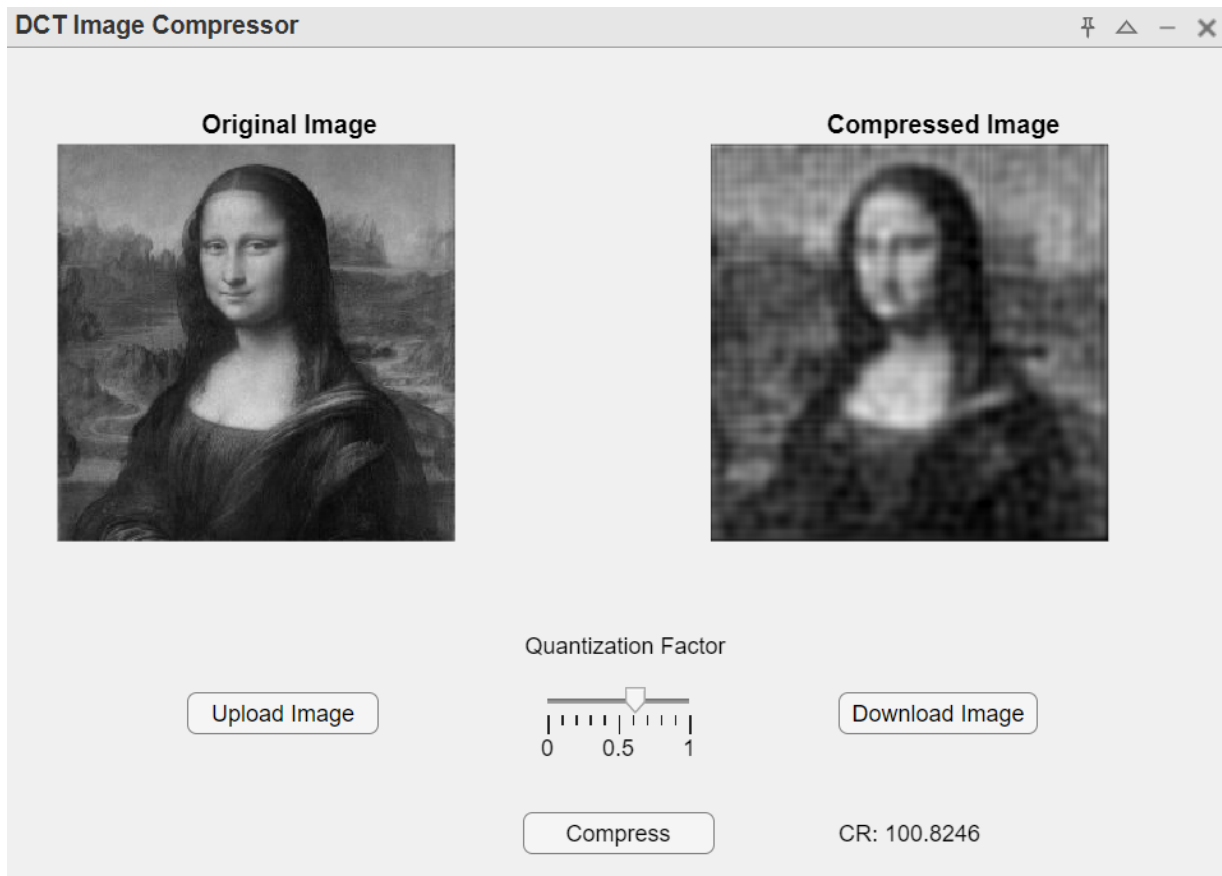 DCT Image Compressor
Original Image
Compressed Image
Quantization Factor
Upload Image
Download Image
0 0.5 1
Compress
CR: 100.8246